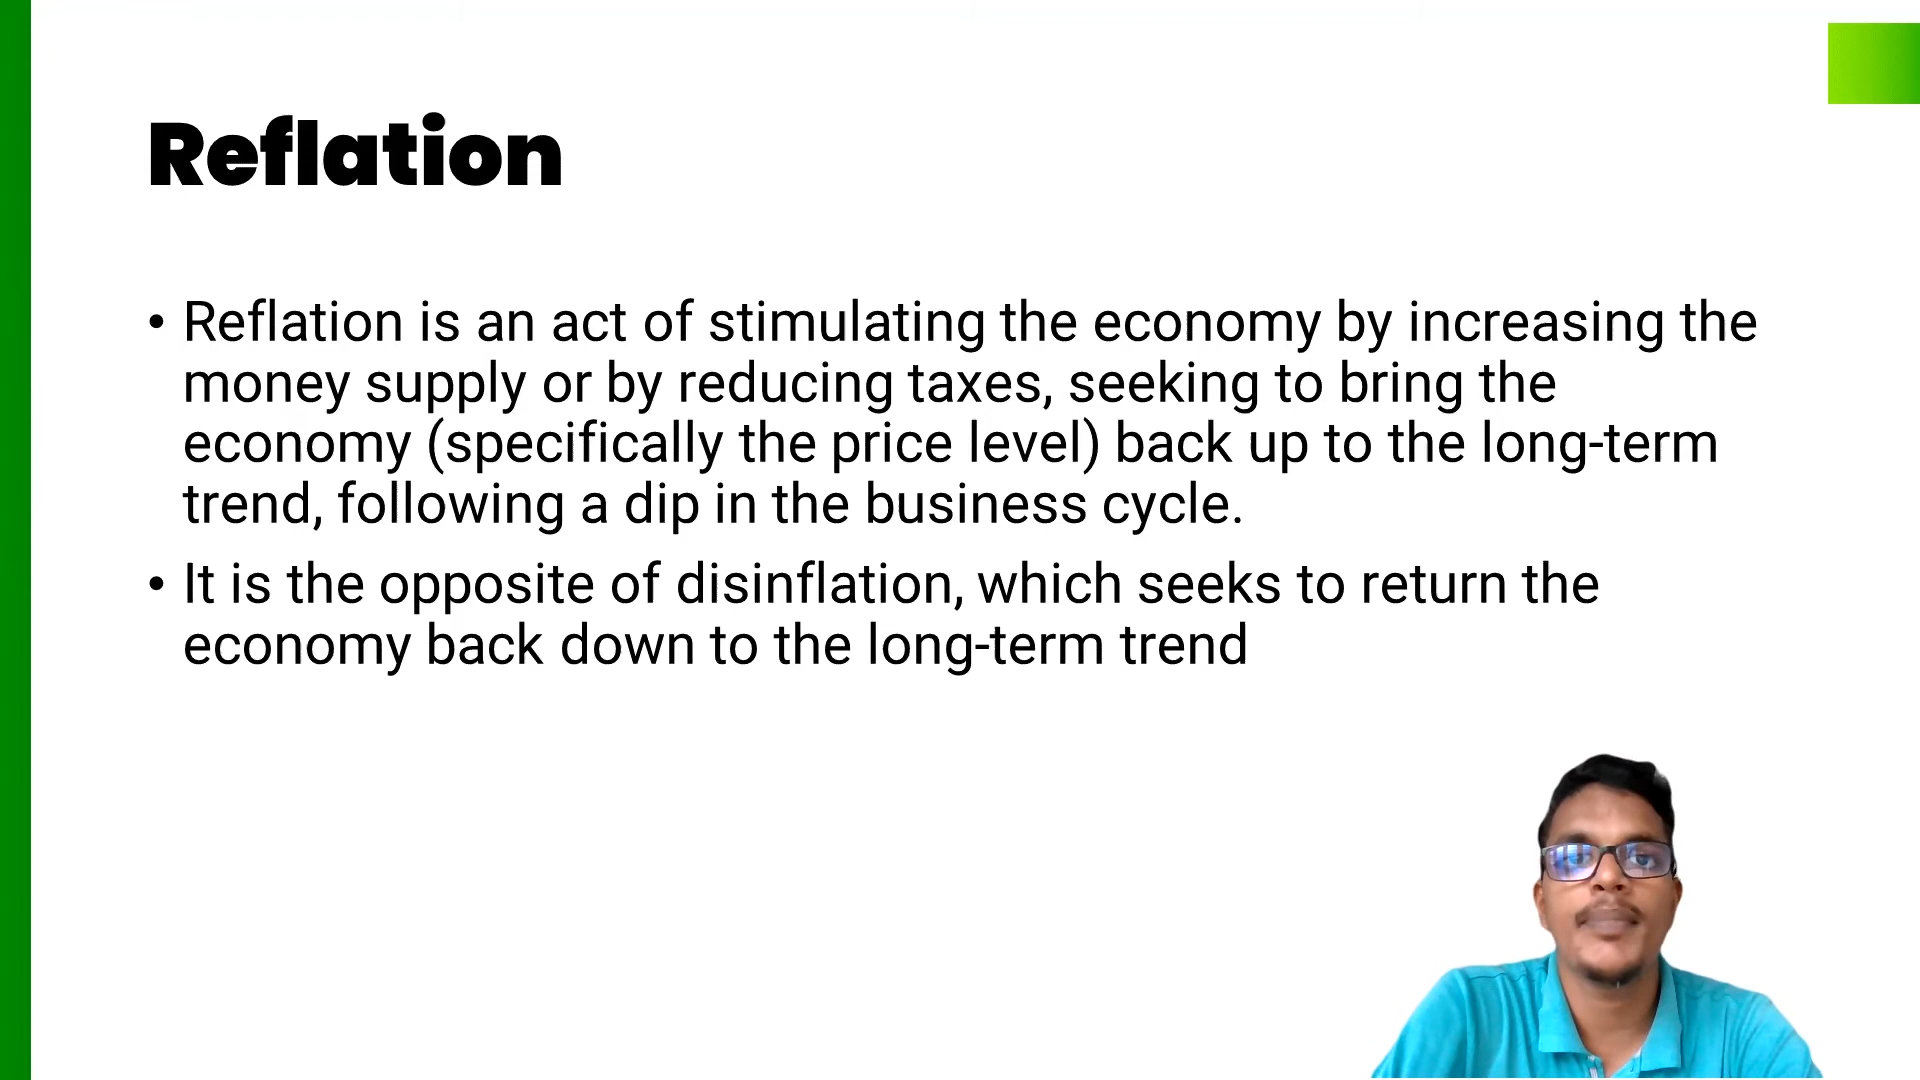 Reflation
• Reflation is an act of stimulating the economy by increasing the
money supply or by reducing taxes, seeking to bring the
economy (specifically the price level) back up to the long-term
trend, following a dip in the business cycle.
• It is the opposite of disinflation, which seeks to return the
economy back down to the long-term trend